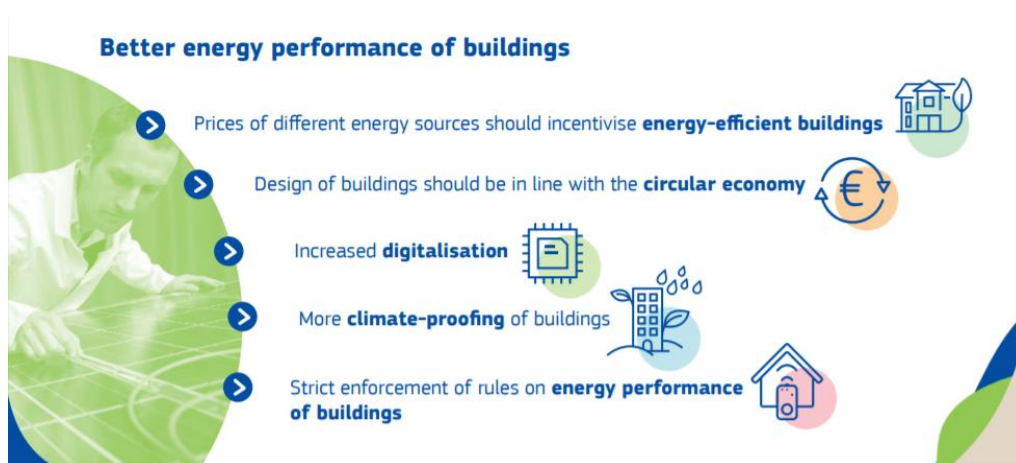 Better energy performance of buildings
Prices of different energy sources should incentivise energy-efficient buildings
Design of buildings should be in line with the circular economy
€
Increased digitalisation
More climate-proofing of buildings
Strict enforcement of rules on energy performance
of buildings